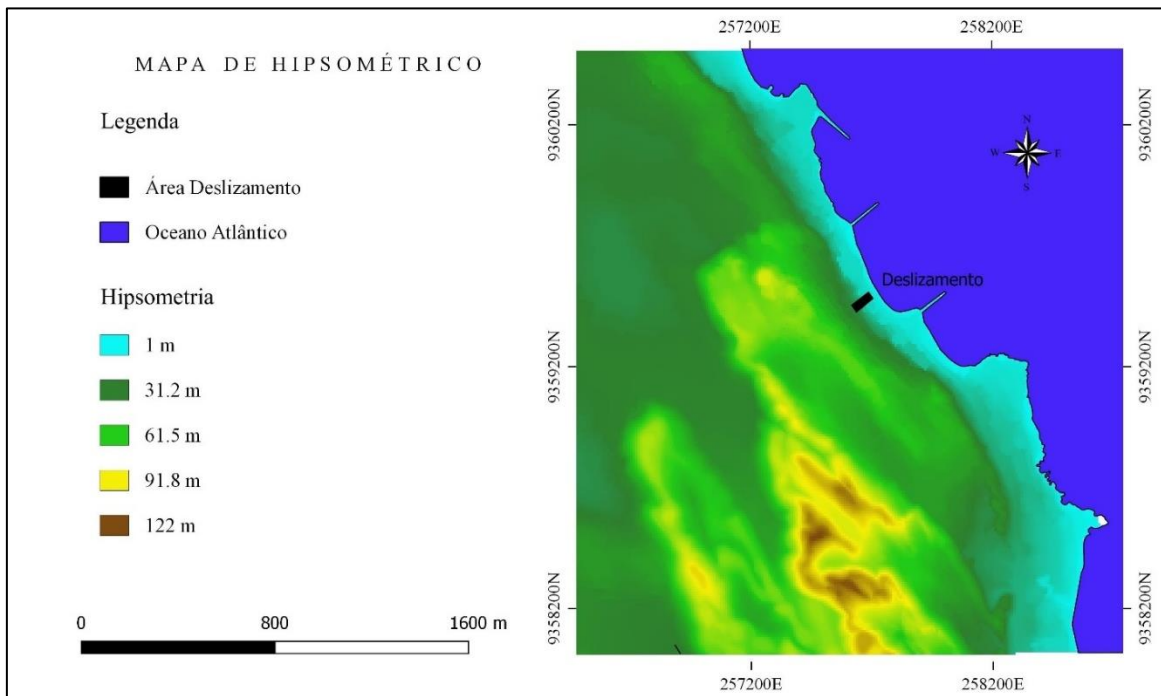 MAPA DE HIPSOMÉTRICO
Legenda
Área Deslizamento
Oceano Atlântico
Hipsometria
1 m
31.2 m
61.5 m
91.8 m
122 m
0 800 1600 m
257200E 258200E
9360200N 9360200N
N
W E
S
Deslizamento
9359200N 9359200N
9358200N 9358200N
257200E 258200E